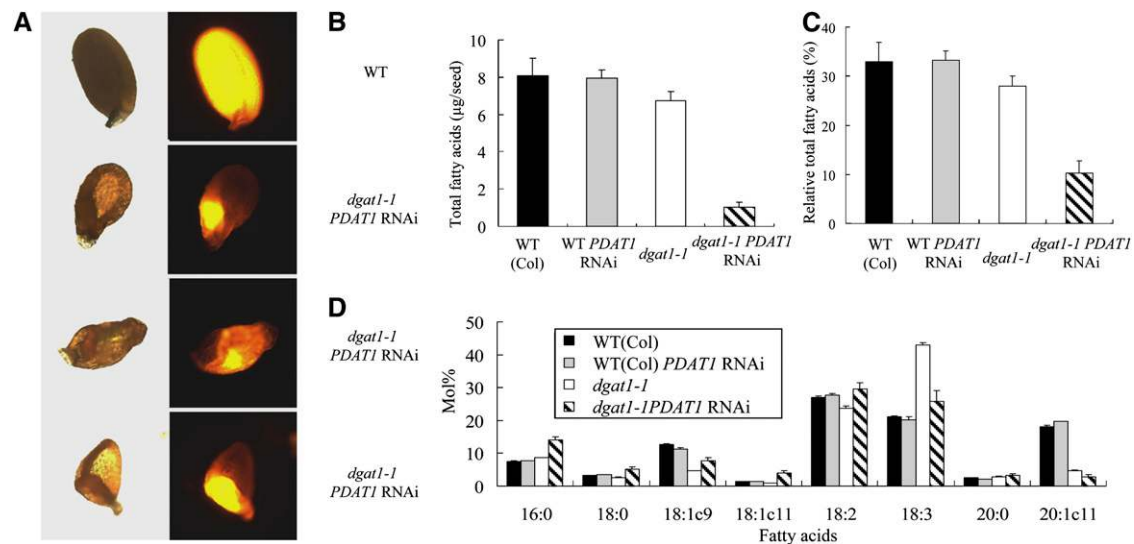 A
WT
dgat1-1
PDAT1 RNAi
dgat1-1
PDAT1 RNAi
dgat1-1
PDAT1 RNAi
B
Total fatty acids (μg/seed)
10
8
6
4
2
0
WT
(Col)
WT PDAT1
RNAi
dgat1-1
dgat1-1 PDAT1
RNAi
C
Relative total fatty acids (%)
40
30
20
10
0
WT
(Col)
WT PDAT1
RNAi
dgat1-1
dgat1-1 PDAT1
RNAi
D
Mol%
50
40
30
20
10
0
WT(Col)
WT(Col) PDAT1 RNAi
dgat1-1
dgat1-1PDAT1 RNAi
16:0
18:0
18:1c9
18:1c11
18:2
18:3
20:0
20:1c11
Fatty acids